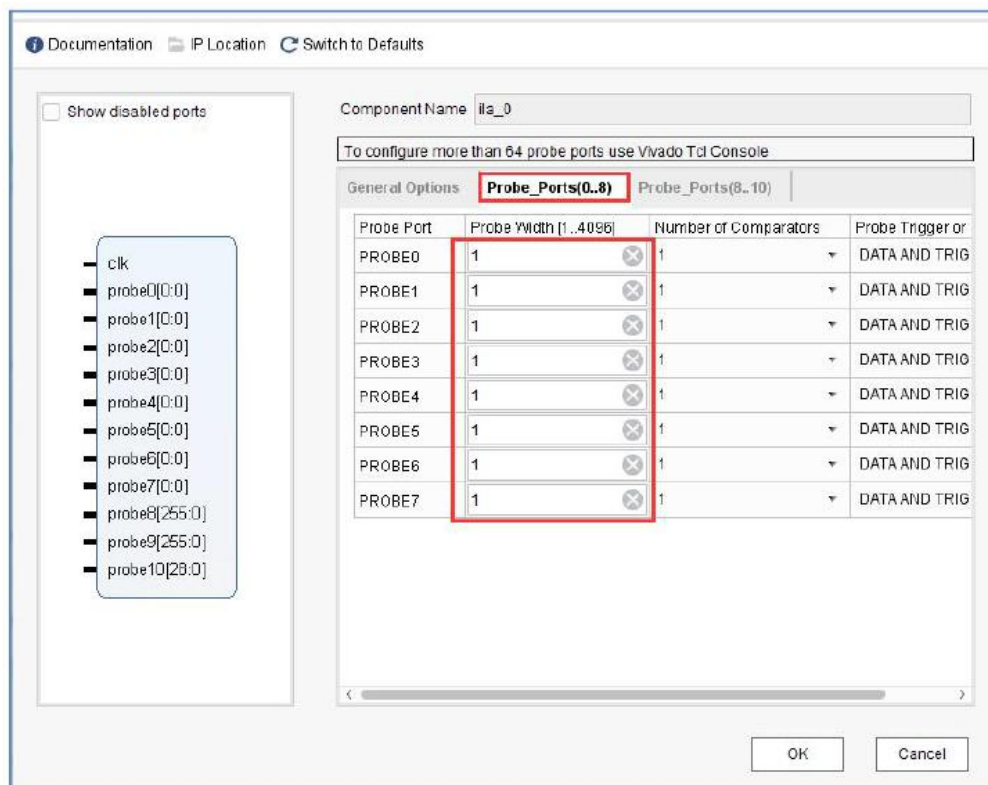 Documentation IP Location Switch to Defaults
Show disabled ports
Component Name ila_0
To configure more than 64 probe ports use Vivado Tcl Console
General Options Probe_Ports(0..8) Probe_Ports(8..10)
Probe Port Probe Width [1..4096] Number of Comparators Probe Trigger or
PROBE0 1 1 DATA AND TRIG
PROBE1 1 1 DATA AND TRIG
PROBE2 1 1 DATA AND TRIG
PROBE3 1 1 DATA AND TRIG
PROBE4 1 1 DATA AND TRIG
PROBE5 1 1 DATA AND TRIG
PROBE6 1 1 DATA AND TRIG
PROBE7 1 1 DATA AND TRIG
clk
probe0[0:0]
probe1[0:0]
probe2[0:0]
probe3[0:0]
probe4[0:0]
probe5[0:0]
probe6[0:0]
probe7[0:0]
probe8[255:0]
probe9[255:0]
probe10[28:0]
OK Cancel